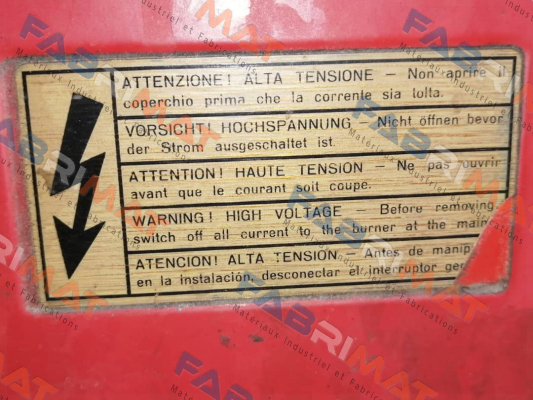 ATTENZIONE! ALTA TENSIONE - Non aprire il
coperchio prima che la corrente sia lolta.
VORSICHT! HOCHSPANNUNG - Nicht öffnen bevor
der Strom ausgeschaltet ist.
ATTENTION! HAUTE TENSION - Ne pas ouvrir
avant que le courant soit coupe.
WARNING! HIGH VOLTAGE Before removing,
switch off all current to the burner at the main
ATENCION! ALTA TENSION - Antes de manip
en la instalación, desconectar el interruptor ge
FABRIMAT
Matériaux Industriel et Fabrications